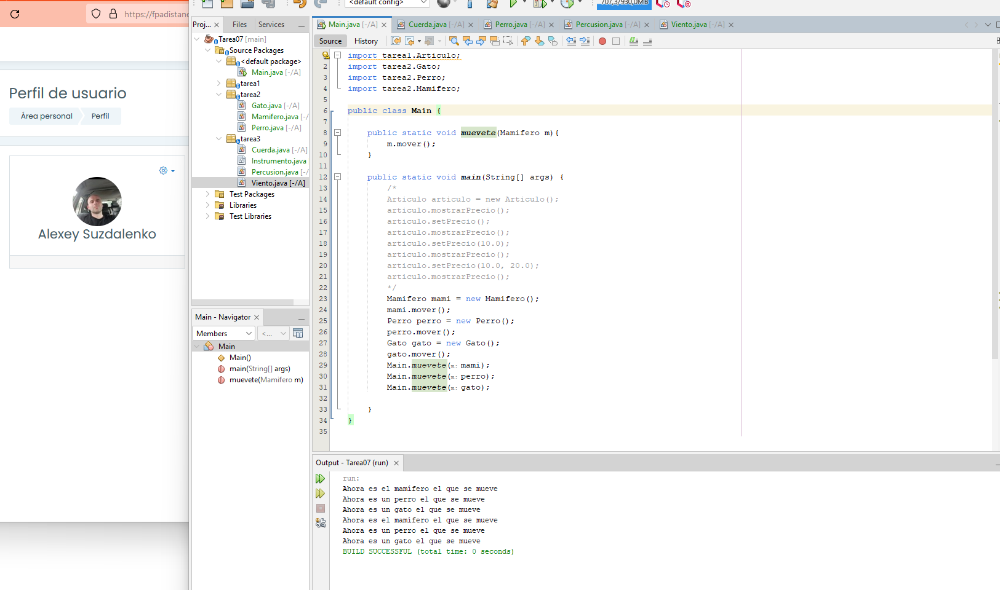 https://fpadistanc
<default config>
707,3/930,0MB
Perfil de usuario
Área personal
Perfil
Alexey Suzdalenko
Proj...
Files
Services
Tarea07 [main]
Source Packages
<default package>
Main.java [-/A]
tarea1
tarea2
Gato.java [-/A]
Mamifero.java [-/
Perro.java [-/A]
tarea3
Cuerda.java [-/A]
Instrumento.java
Percusion.java [-/
Viento.java [-/A]
Test Packages
Libraries
Test Libraries
Main - Navigator
Members
<...
Main
Main()
main(String[] args)
muevete(Mamifero m)
Main.java [-/A]
Cuerda.java [-/A]
Perro.java [-/A]
Percusion.java [-/A]
Viento.java [-/A]
Source
History
import tarea1.Articulo;
2 import tarea2.Gato;
3 import tarea2.Perro;
4 import tarea2.Mamifero;
5
6 public class Main {
7
8 public static void muevete(Mamifero m){
9 m.mover();
10 }
11
12 public static void main(String[] args) {
13 /*
14 Articulo articulo = new Articulo();
15 articulo.mostrarPrecio();
16 articulo.setPrecio();
17 articulo.mostrarPrecio();
18 articulo.setPrecio(10.0);
19 articulo.mostrarPrecio();
20 articulo.setPrecio(10.0, 20.0);
21 articulo.mostrarPrecio();
22 */
23 Mamifero mami = new Mamifero();
24 mami.mover();
25 Perro perro = new Perro();
26 perro.mover();
27 Gato gato = new Gato();
28 gato.mover();
29 Main.muevete(m: mami);
30 Main.muevete(m: perro);
31 Main.muevete(m: gato);
32
33 }
34 }
35
Output - Tarea07 (run)
run:
Ahora es el mamífero el que se mueve
Ahora es un perro el que se mueve
Ahora es un gato el que se mueve
Ahora es el mamífero el que se mueve
Ahora es un perro el que se mueve
Ahora es un gato el que se mueve
BUILD SUCCESSFUL (total time: 0 seconds)